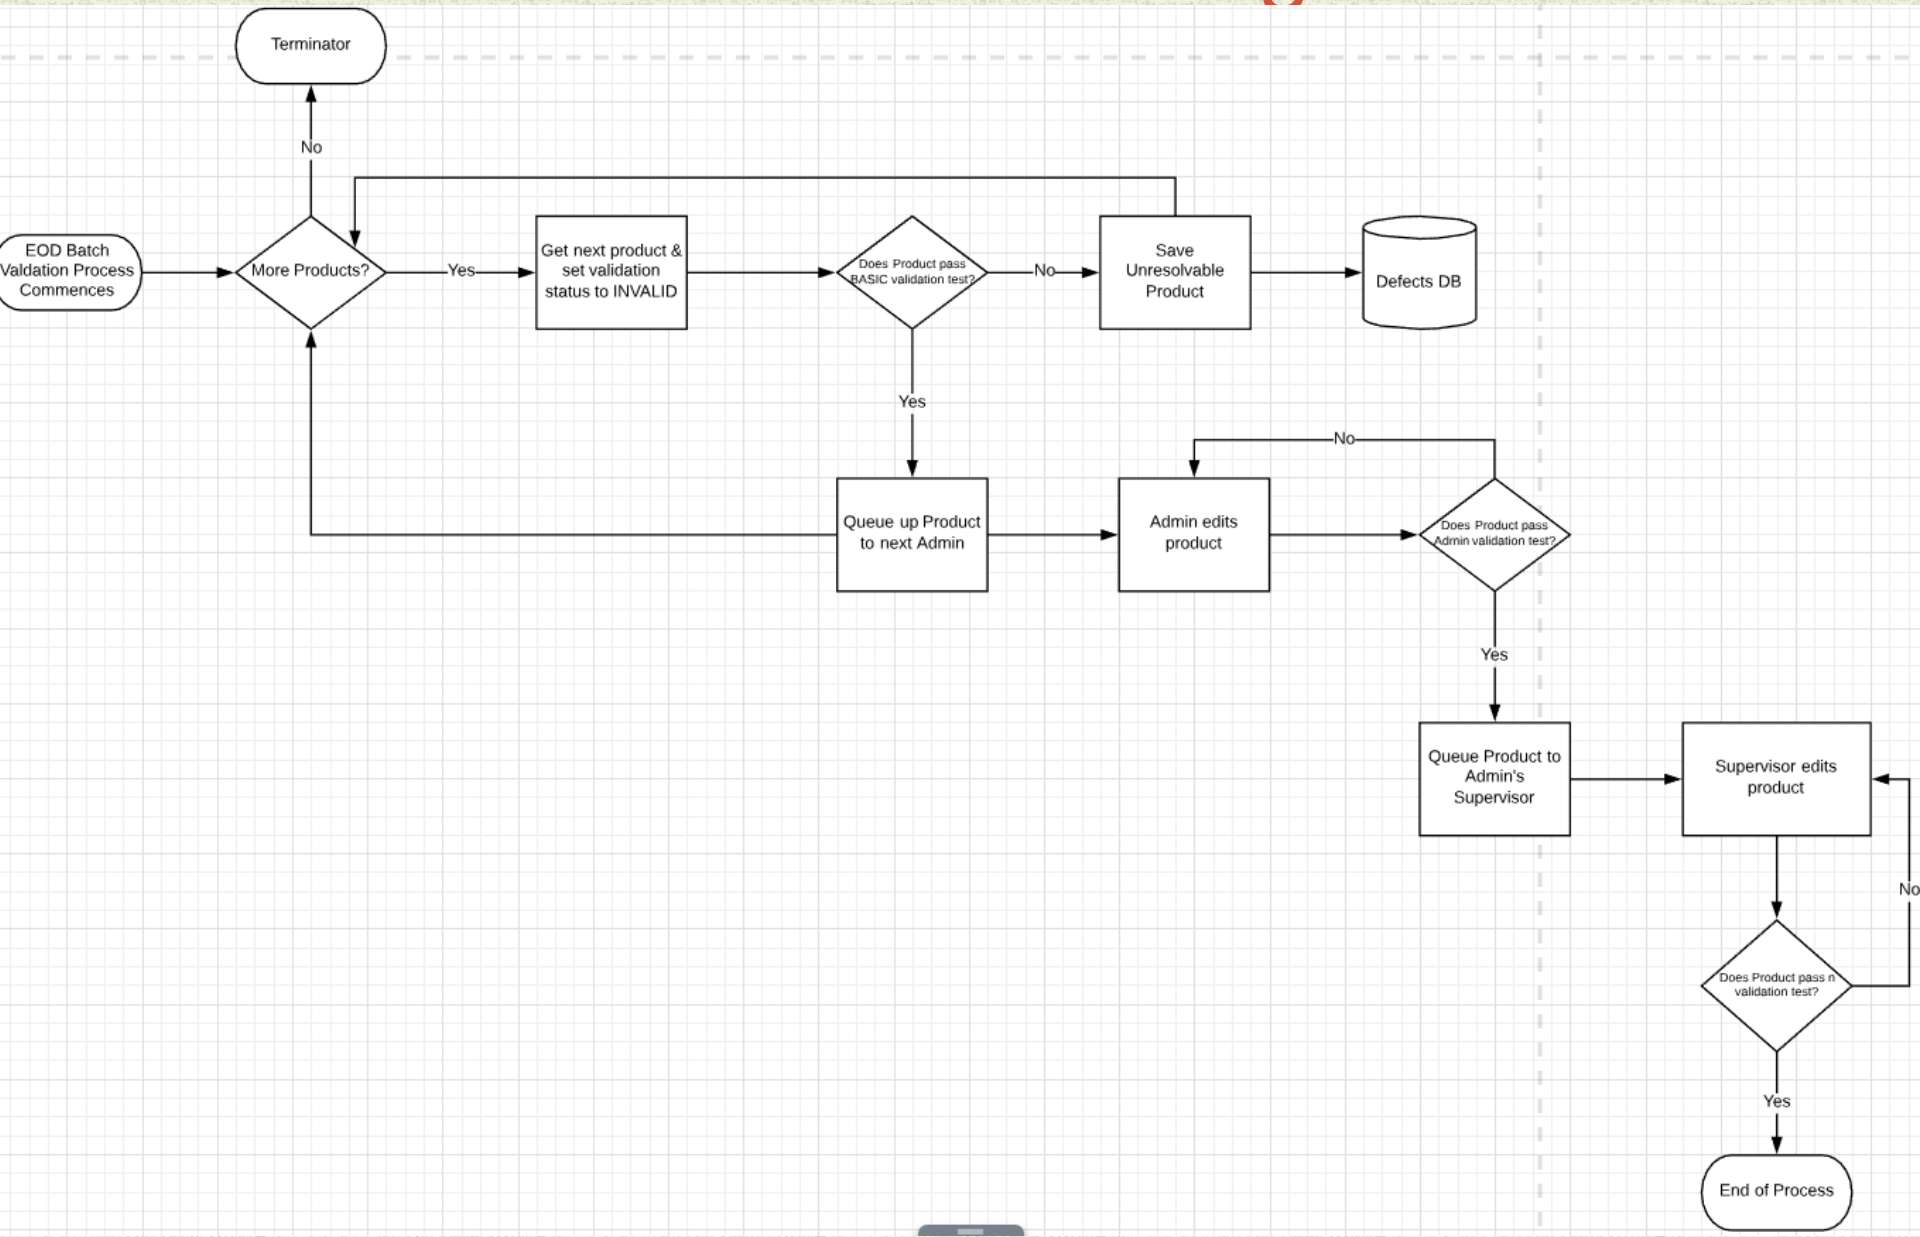 Terminator
No
EOD Batch
Valdation Process
Commences
More Products?
Yes
Get next product &
set validation
status to INVALID
Does Product pass
BASIC validation test?
No
Save
Unresolvable
Product
Defects DB
Yes
No
Queue up Product
to next Admin
Admin edits
product
Does Product pass
Admin validation test?
Yes
Queue Product to
Admin's
Supervisor
Supervisor edits
product
No
Does Product pass n
validation test?
Yes
End of Process